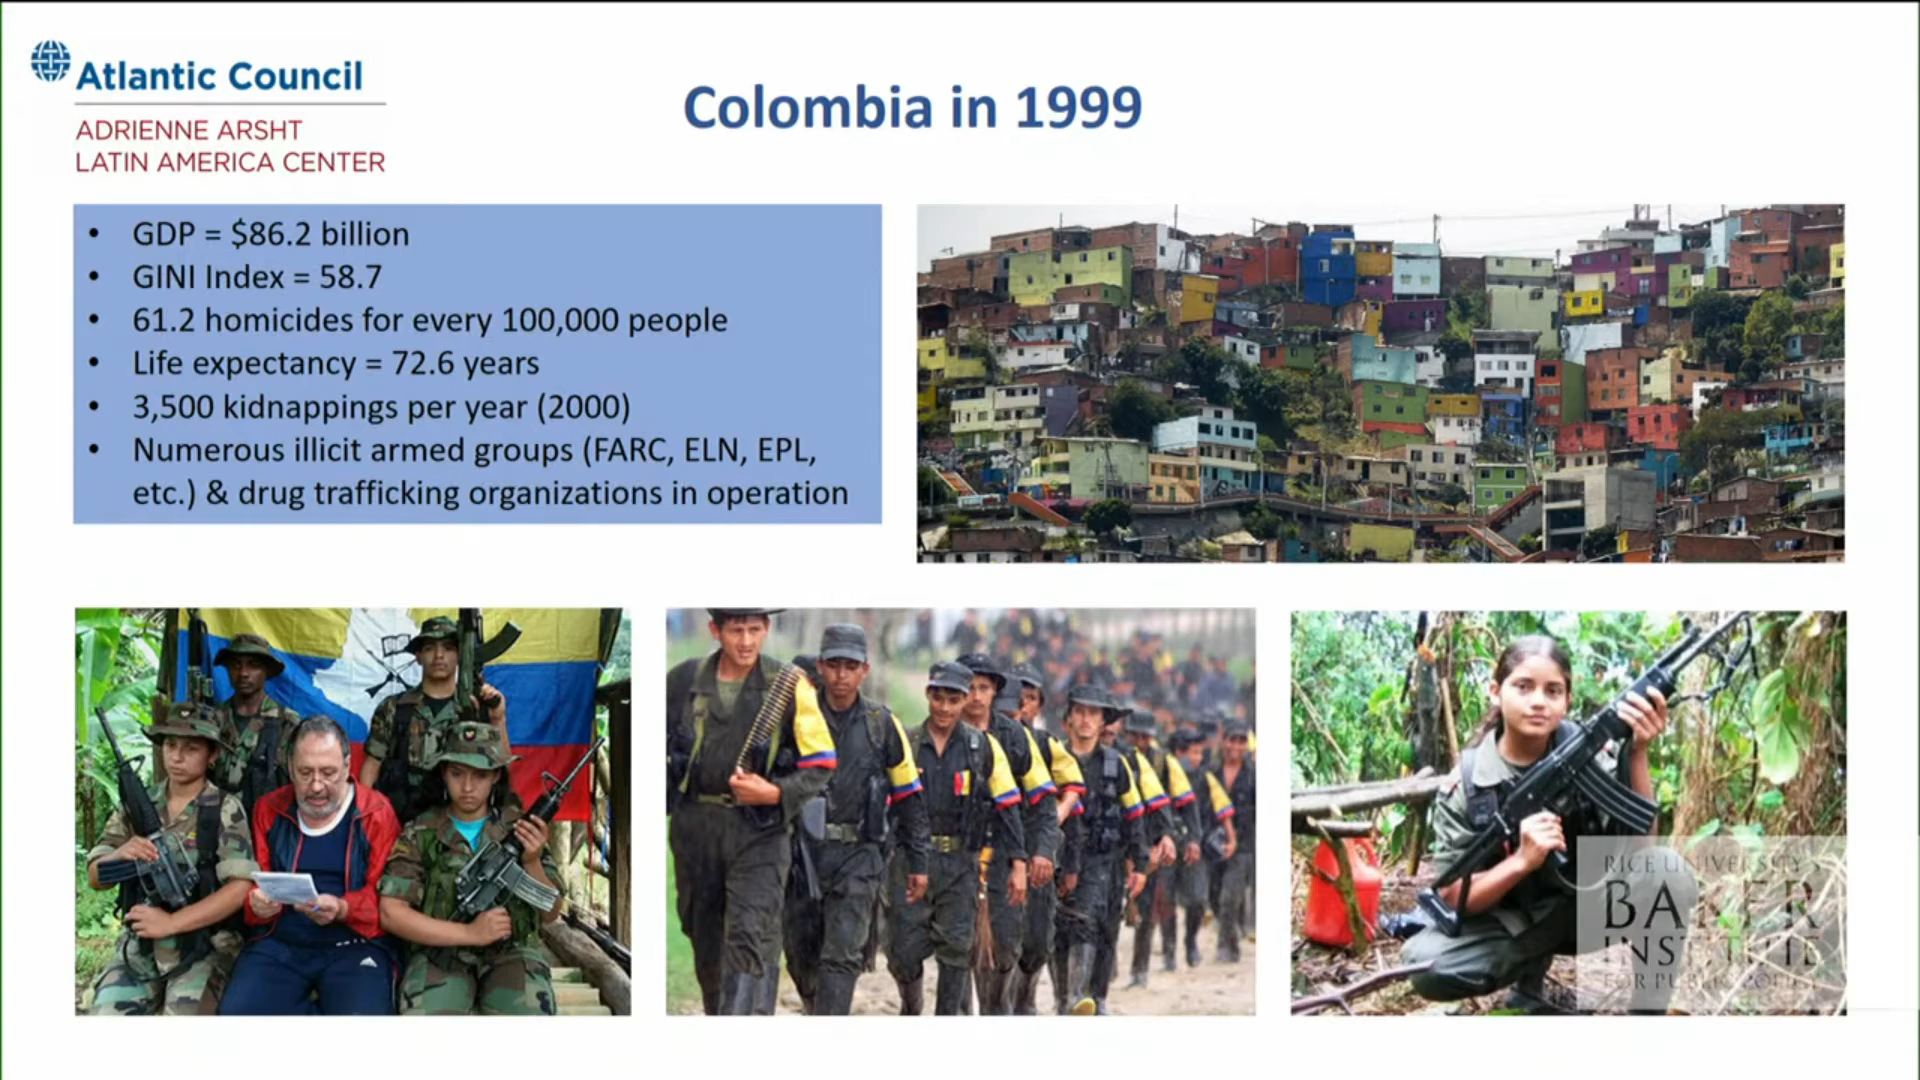 Atlantic Council
ADRIENNE ARSHT
LATIN AMERICA CENTER
Colombia in 1999
• GDP = $86.2 billion
• GINI Index = 58.7
• 61.2 homicides for every 100,000 people
• Life expectancy = 72.6 years
• 3,500 kidnappings per year (2000)
• Numerous illicit armed groups (FARC, ELN, EPL,
etc.) & drug trafficking organizations in operation
RICE UNIVERSITY'S
BAKER
INSTITUTE
FOR PUBLIC POLICY